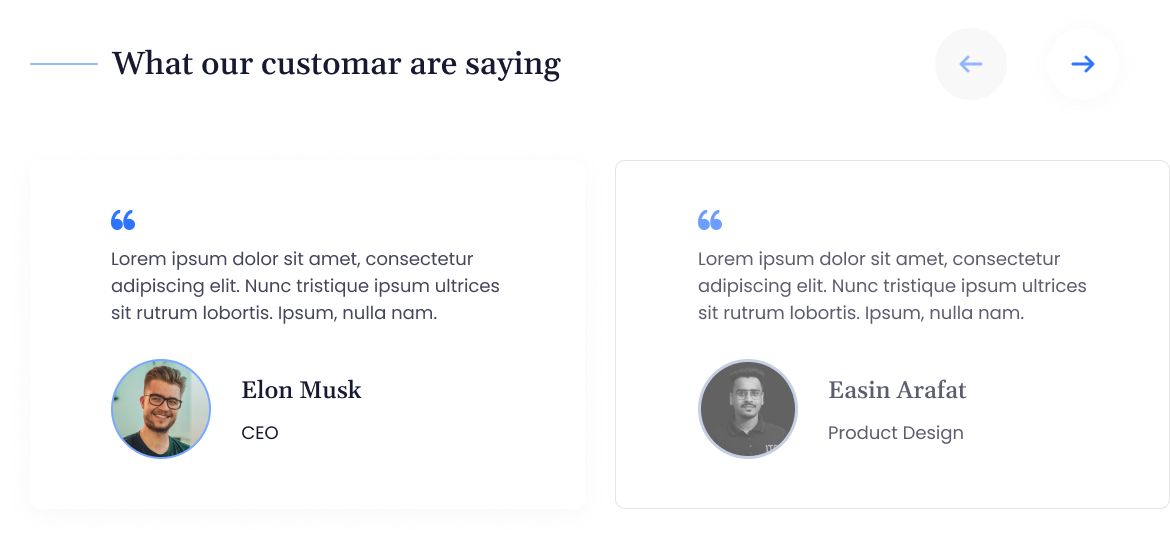 What our customar are saying
“
Lorem ipsum dolor sit amet, consectetur
adipiscing elit. Nunc tristique ipsum ultrices
sit rutrum lobortis. Ipsum, nulla nam.
Elon Musk
CEO
“
Lorem ipsum dolor sit amet, consectetur
adipiscing elit. Nunc tristique ipsum ultrices
sit rutrum lobortis. Ipsum, nulla nam.
Easin Arafat
Product Design